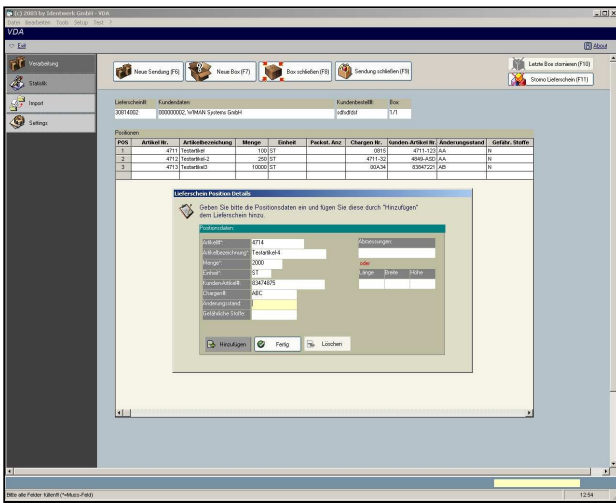 (c) 2003 by Identwerk GmbH - VDA
Datei Bearbeiten Tools Setup Test ?
VDA
Exit
About
Verarbeitung
Statistik
Import
Settings
Neue Sendung (F6)
Neue Box (F7)
Box schließen (F8)
Sendung schließen (F9)
Letzte Box stornieren (F10)
Storno Lieferschein (F11)
Lieferschein#: Kundendaten: Kundenbestell#: Box:
30814002 000000002, WIMAN Systems GmbH sdfsdfdsf 1/1
Positionen
POS Artikel Nr. Artikelbezeichung Menge Einheit Packst. Anz Chargen Nr. Kunden-Artikel Nr. Änderungsstand Gefähr. Stoffe
1 4711 Testartikel 100 ST 0815 4711-123 AA N
2 4712 Testartikel-2 250 ST 4711-32 4849-ASD AA N
3 4713 Testartikel3 10000 ST 00A34 83847221 AB N
Lieferschein Position Details
Geben Sie bitte die Positionsdaten ein und fügen Sie diese durch "Hinzufügen"
dem Lieferschein hinzu.
Positionsdaten:
Artikel#*: 4714 Abmessungen:
Artikelbezeichnung*: Testartikel-4
Menge*: 2000 oder
Einheit*: ST Länge Breite Höhe
Kunden-Artikel#: 83474875
Chargen#: ABC
Änderungsstand:
Gefährliche Stoffe:
Hinzufügen
Fertig
Löschen
Bitte alle Felder füllen!!! (*=Muss-Feld) 12:54